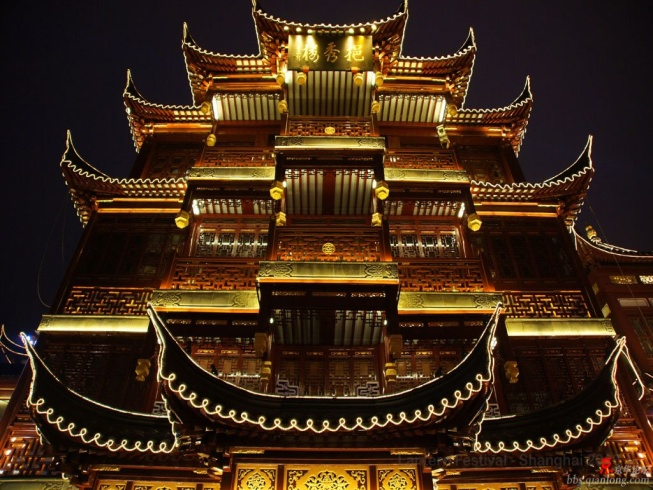 挹秀樓
Festival - Shanghai
bbs.qianlong.com